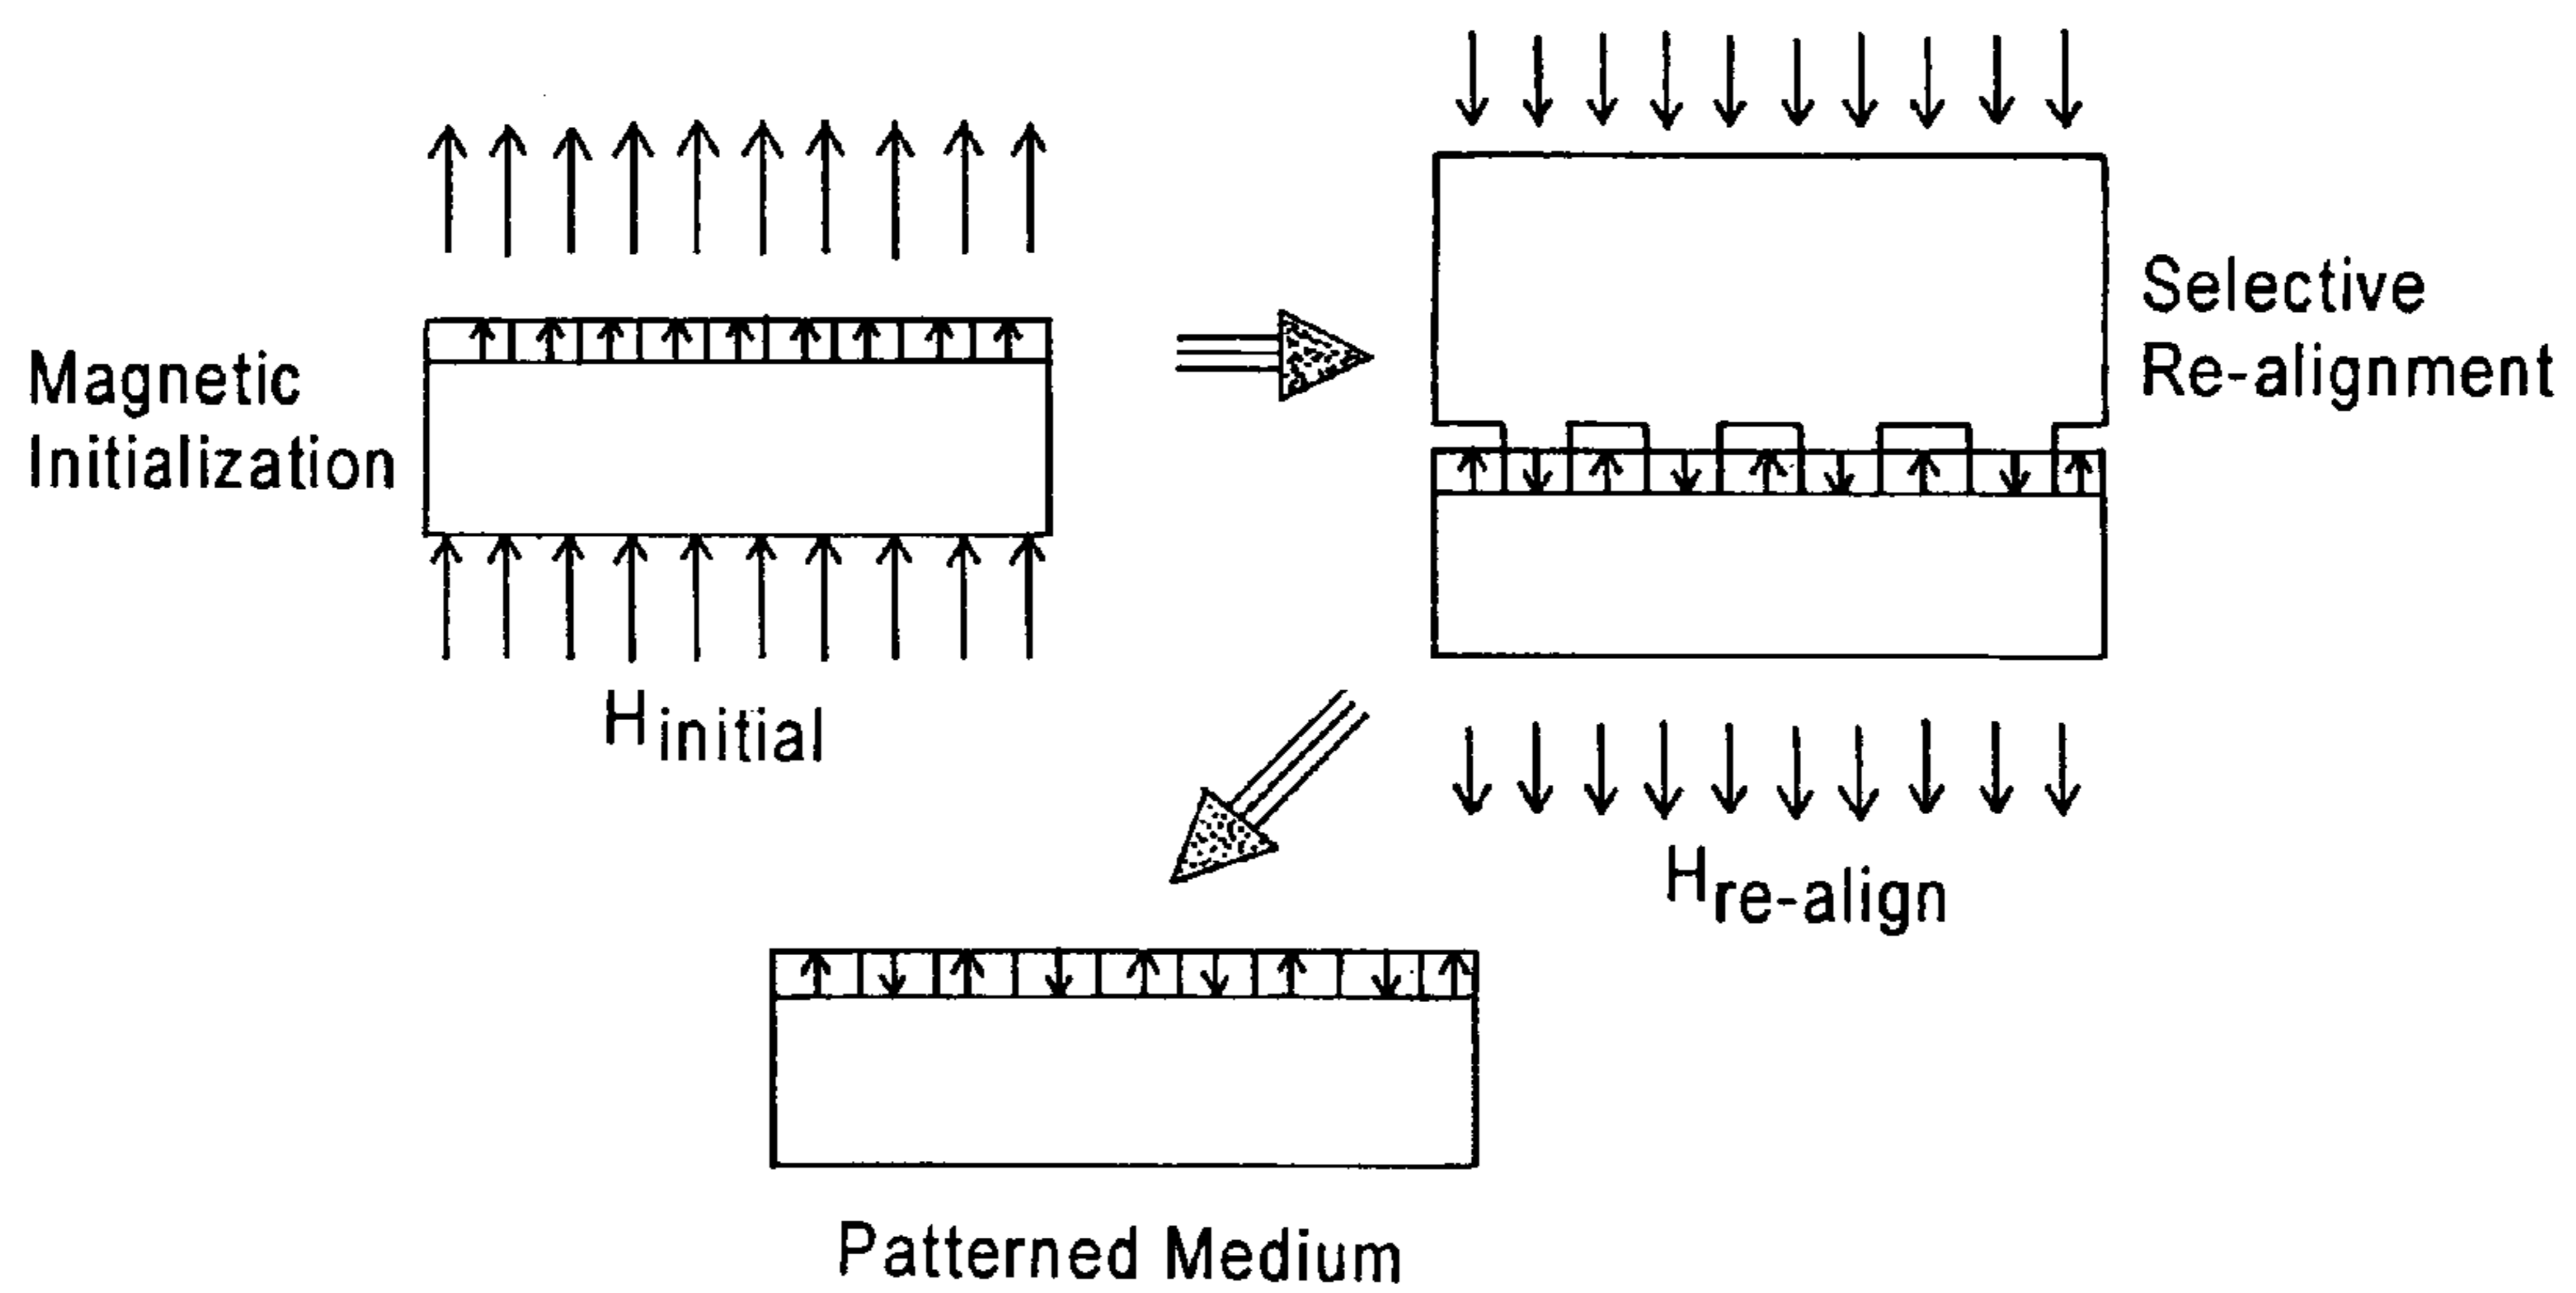 Magnetic
Initialization
Hinitial
Selective
Re-alignment
Hre-align
Patterned Medium